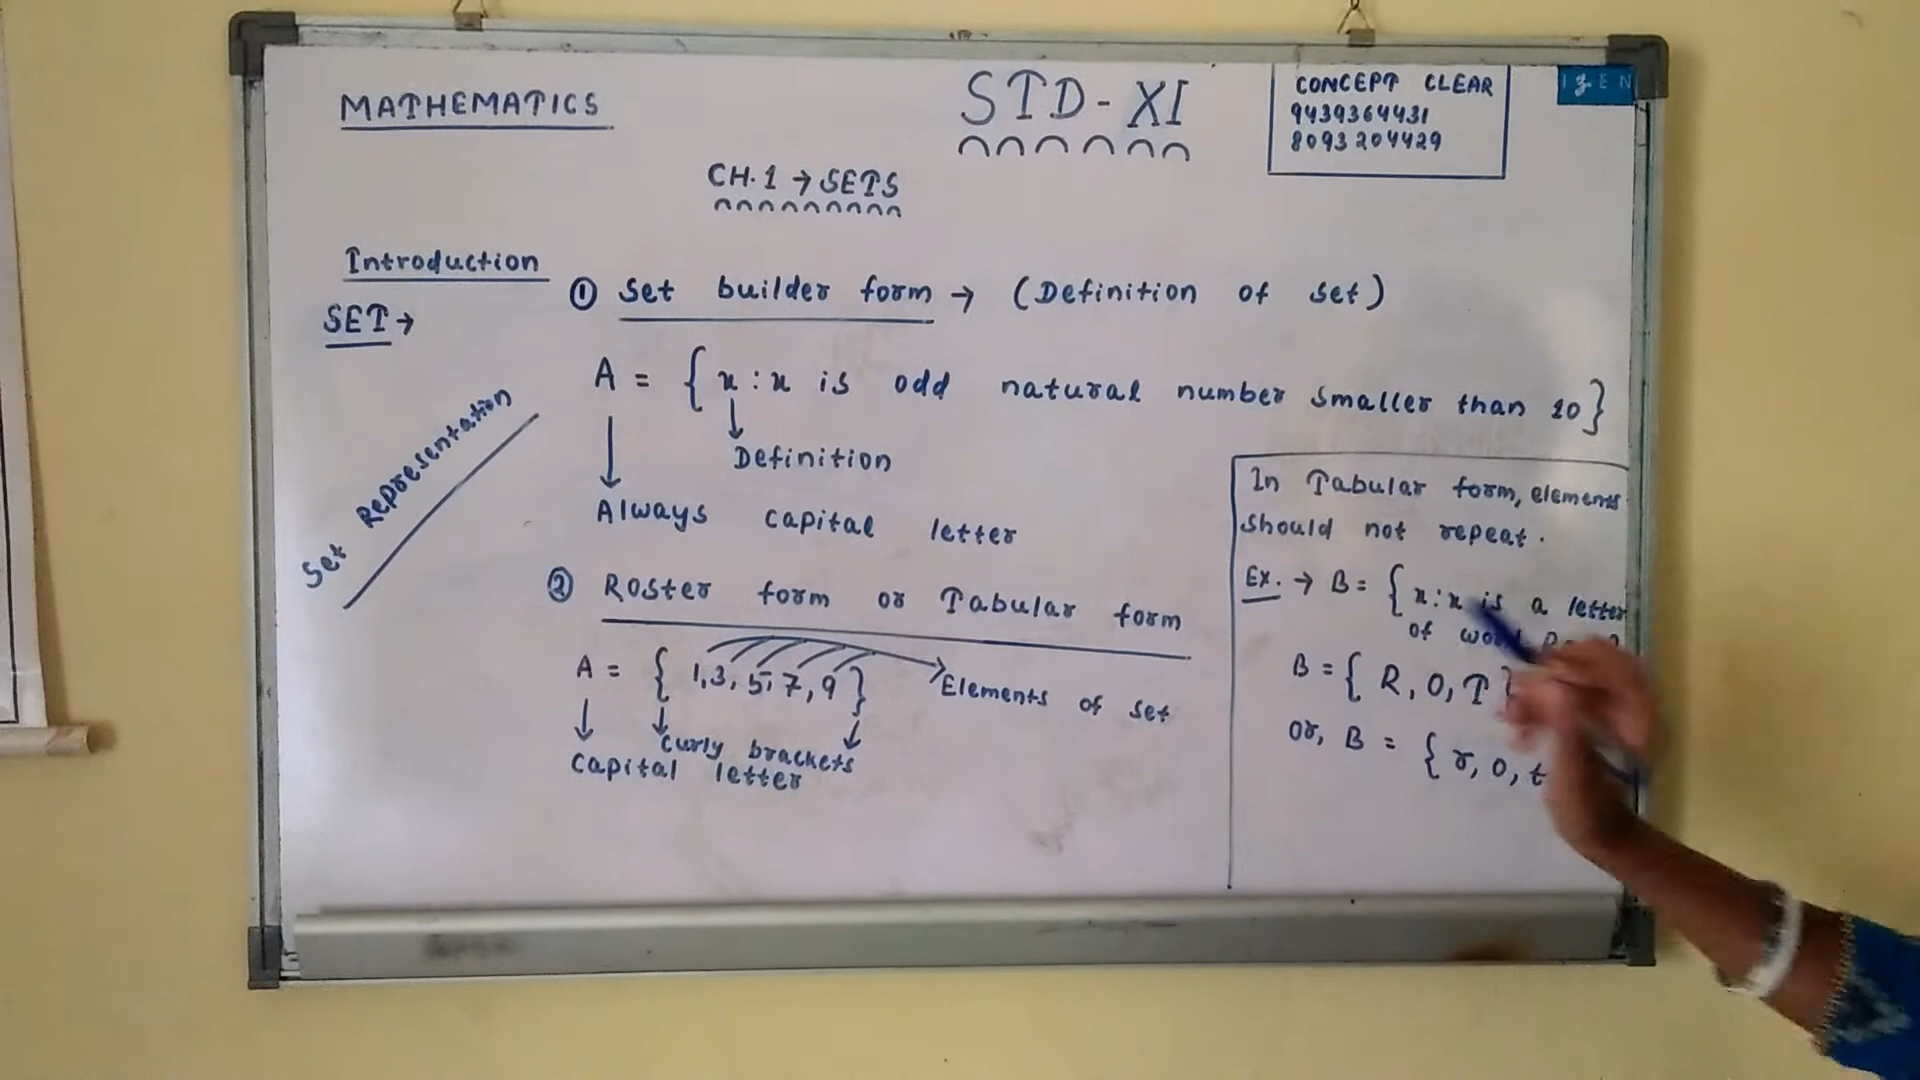 MATHEMATICS
STD-XI
CONCEPT CLEAR
9439364431
8093204429
IZEN
CH.1 → SETS
Introduction
SET →
Set Representation
① Set builder form → (Definition of set)
A = { x : x is odd natural number smaller than 10 }
Definition
Always capital letter
② Roster form or Tabular form
A = { 1, 3, 5, 7, 9 }
Elements of set
curly brackets
Capital letter
In Tabular form, elements
should not repeat.
Ex. → B = { x : x is a letter
of word
B = { R, O, T }
or, B = { r, o, t